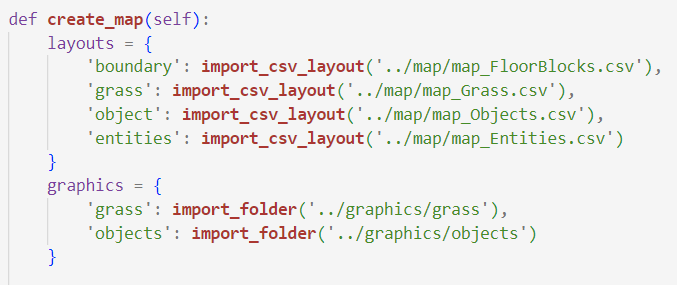 def create_map(self):
    layouts = {
        'boundary': import_csv_layout('../map/map_FloorBlocks.csv'),
        'grass': import_csv_layout('../map/map_Grass.csv'),
        'object': import_csv_layout('../map/map_Objects.csv'),
        'entities': import_csv_layout('../map/map_Entities.csv')
    }
    graphics = {
        'grass': import_folder('../graphics/grass'),
        'objects': import_folder('../graphics/objects')
    }